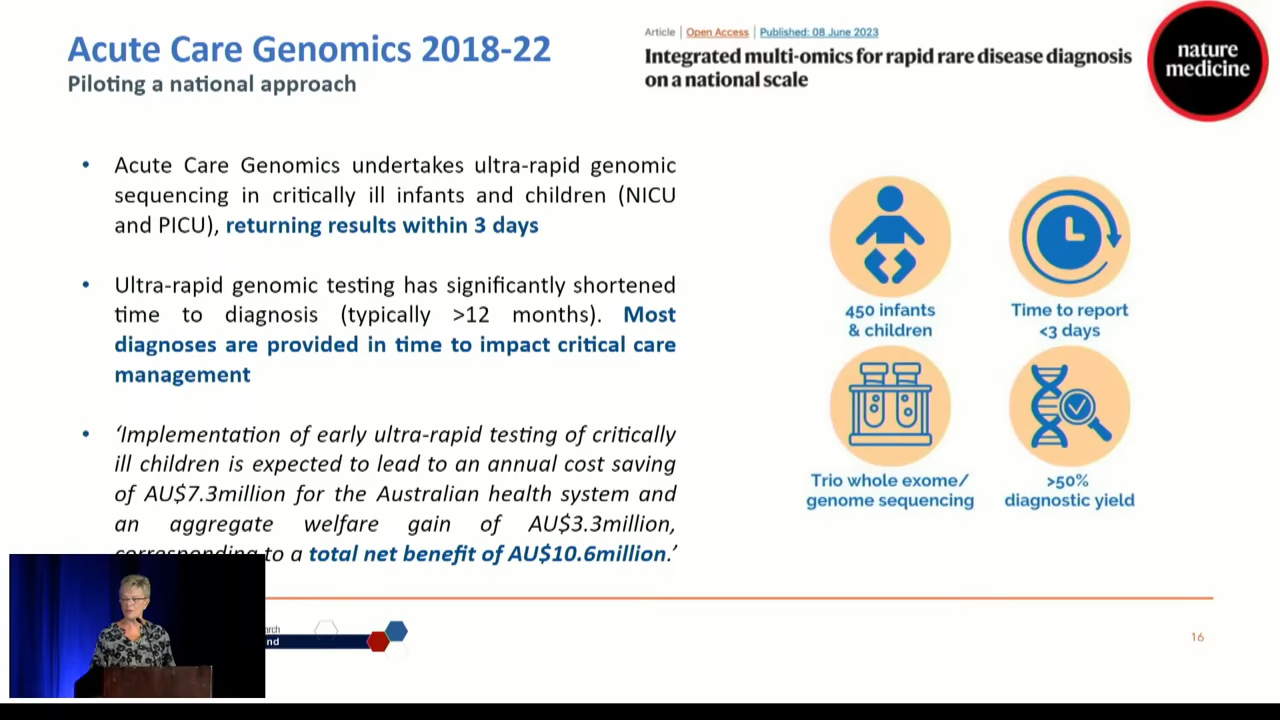 Acute Care Genomics 2018-22
Piloting a national approach
Article | Open Access | Published: 08 June 2023
Integrated multi-omics for rapid rare disease diagnosis
on a national scale
nature
medicine
• Acute Care Genomics undertakes ultra-rapid genomic
sequencing in critically ill infants and children (NICU
and PICU), returning results within 3 days
• Ultra-rapid genomic testing has significantly shortened
time to diagnosis (typically >12 months). Most
diagnoses are provided in time to impact critical care
management
• ‘Implementation of early ultra-rapid testing of critically
ill children is expected to lead to an annual cost saving
of AU$7.3million for the Australian health system and
an aggregate welfare gain of AU$3.3million,
corresponding to a total net benefit of AU$10.6million.’
450 infants
& children
Time to report
<3 days
Trio whole exome/
genome sequencing
>50%
diagnostic yield
16